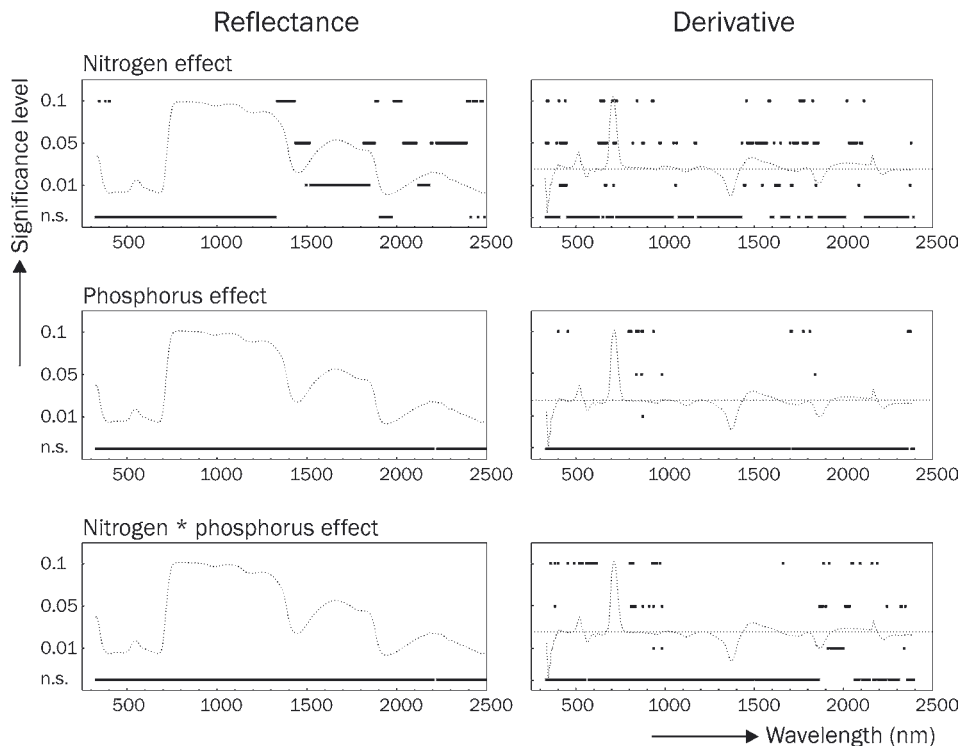 Reflectance
Derivative
Nitrogen effect
Significance level
0.1
0.05
0.01
n.s.
500 1000 1500 2000 2500
500 1000 1500 2000 2500
Phosphorus effect
0.1
0.05
0.01
n.s.
500 1000 1500 2000 2500
500 1000 1500 2000 2500
Nitrogen * phosphorus effect
0.1
0.05
0.01
n.s.
500 1000 1500 2000 2500
500 1000 1500 2000 2500
Wavelength (nm)